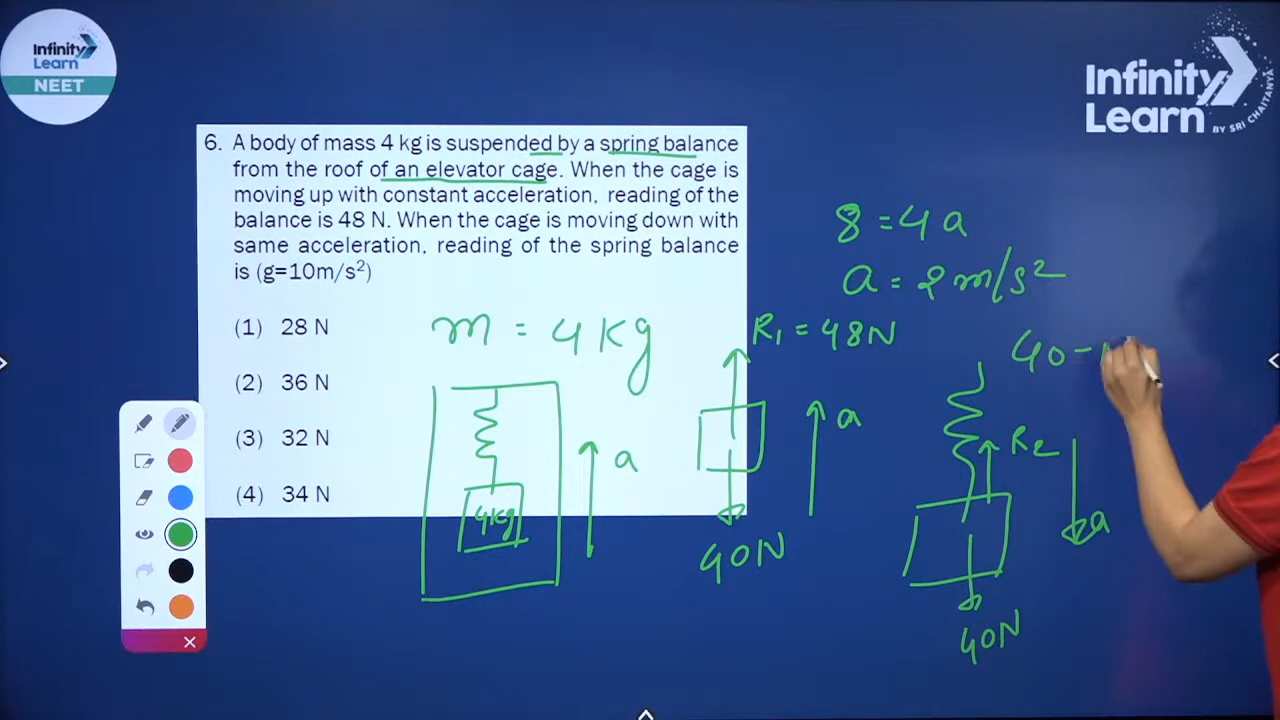 Infinity
Learn
NEET
Infinity
Learn
BY SRI CHAITANYA
6. A body of mass 4 kg is suspended by a spring balance
from the roof of an elevator cage. When the cage is
moving up with constant acceleration, reading of the
balance is 48 N. When the cage is moving down with
same acceleration, reading of the spring balance
is (g=10m/s²)
(1) 28 N
(2) 36 N
(3) 32 N
(4) 34 N
m = 4 kg
4kg
a
R₁ = 48N
a
40N
8 = 4a
a = 2 m/s²
40 -
R₂
a
40N